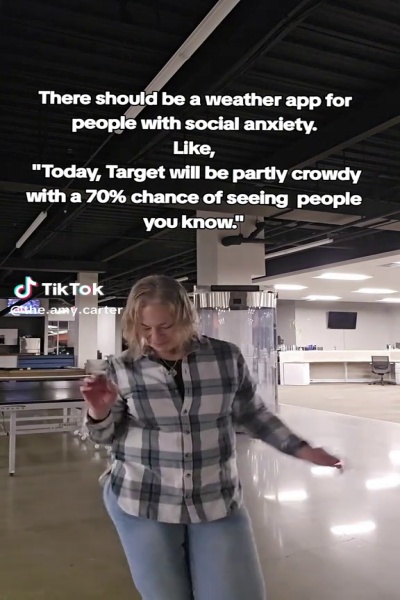 There should be a weather app for
people with social anxiety.
Like,
"Today, Target will be partly crowdy
with a 70% chance of seeing people
you know."
TikTok
@the.amy.carter